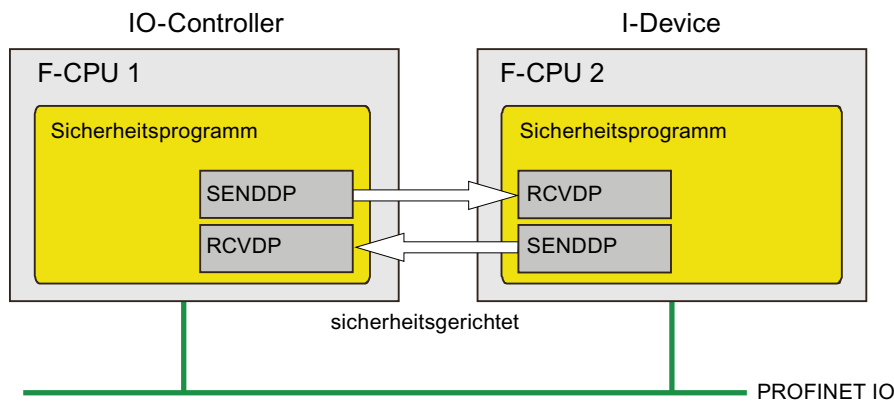 IO-Controller
I-Device
F-CPU 1
F-CPU 2
Sicherheitsprogramm
Sicherheitsprogramm
SENDDP
RCVDP
RCVDP
SENDDP
sicherheitsgerichtet
PROFINET IO